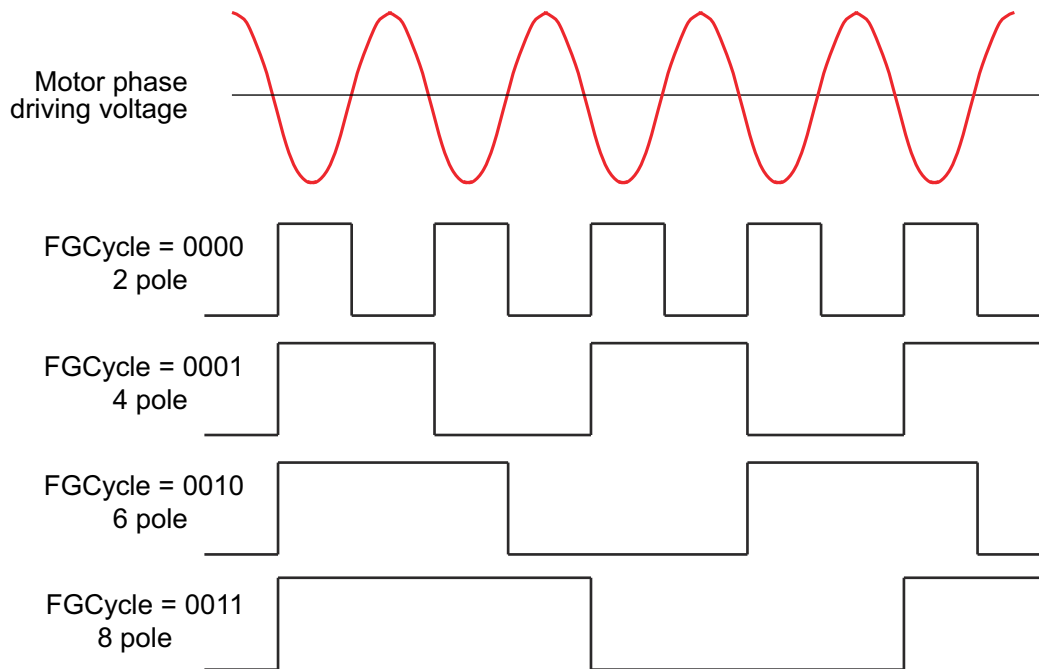 Motor phase
driving voltage
FGCycle = 0000
2 pole
FGCycle = 0001
4 pole
FGCycle = 0010
6 pole
FGCycle = 0011
8 pole